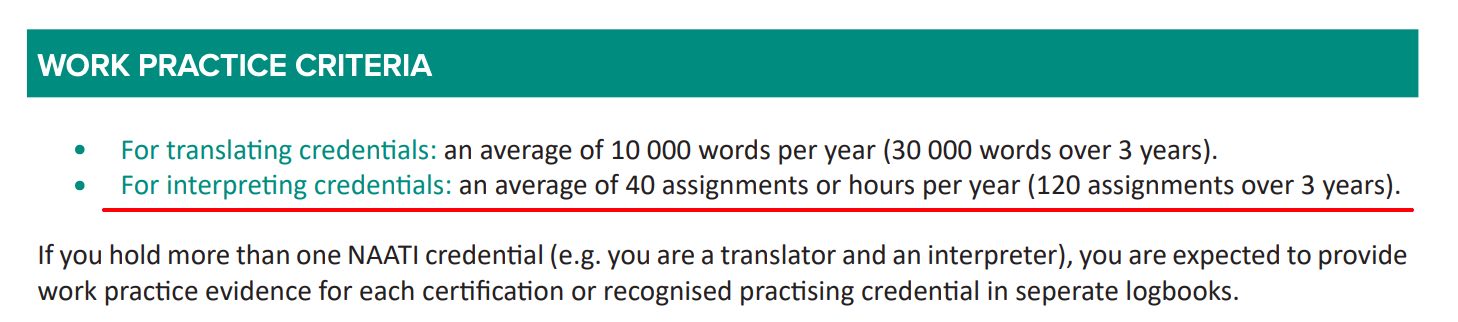 WORK PRACTICE CRITERIA
• For translating credentials: an average of 10 000 words per year (30 000 words over 3 years).
• For interpreting credentials: an average of 40 assignments or hours per year (120 assignments over 3 years).
If you hold more than one NAATI credential (e.g. you are a translator and an interpreter), you are expected to provide
work practice evidence for each certification or recognised practising credential in seperate logbooks.